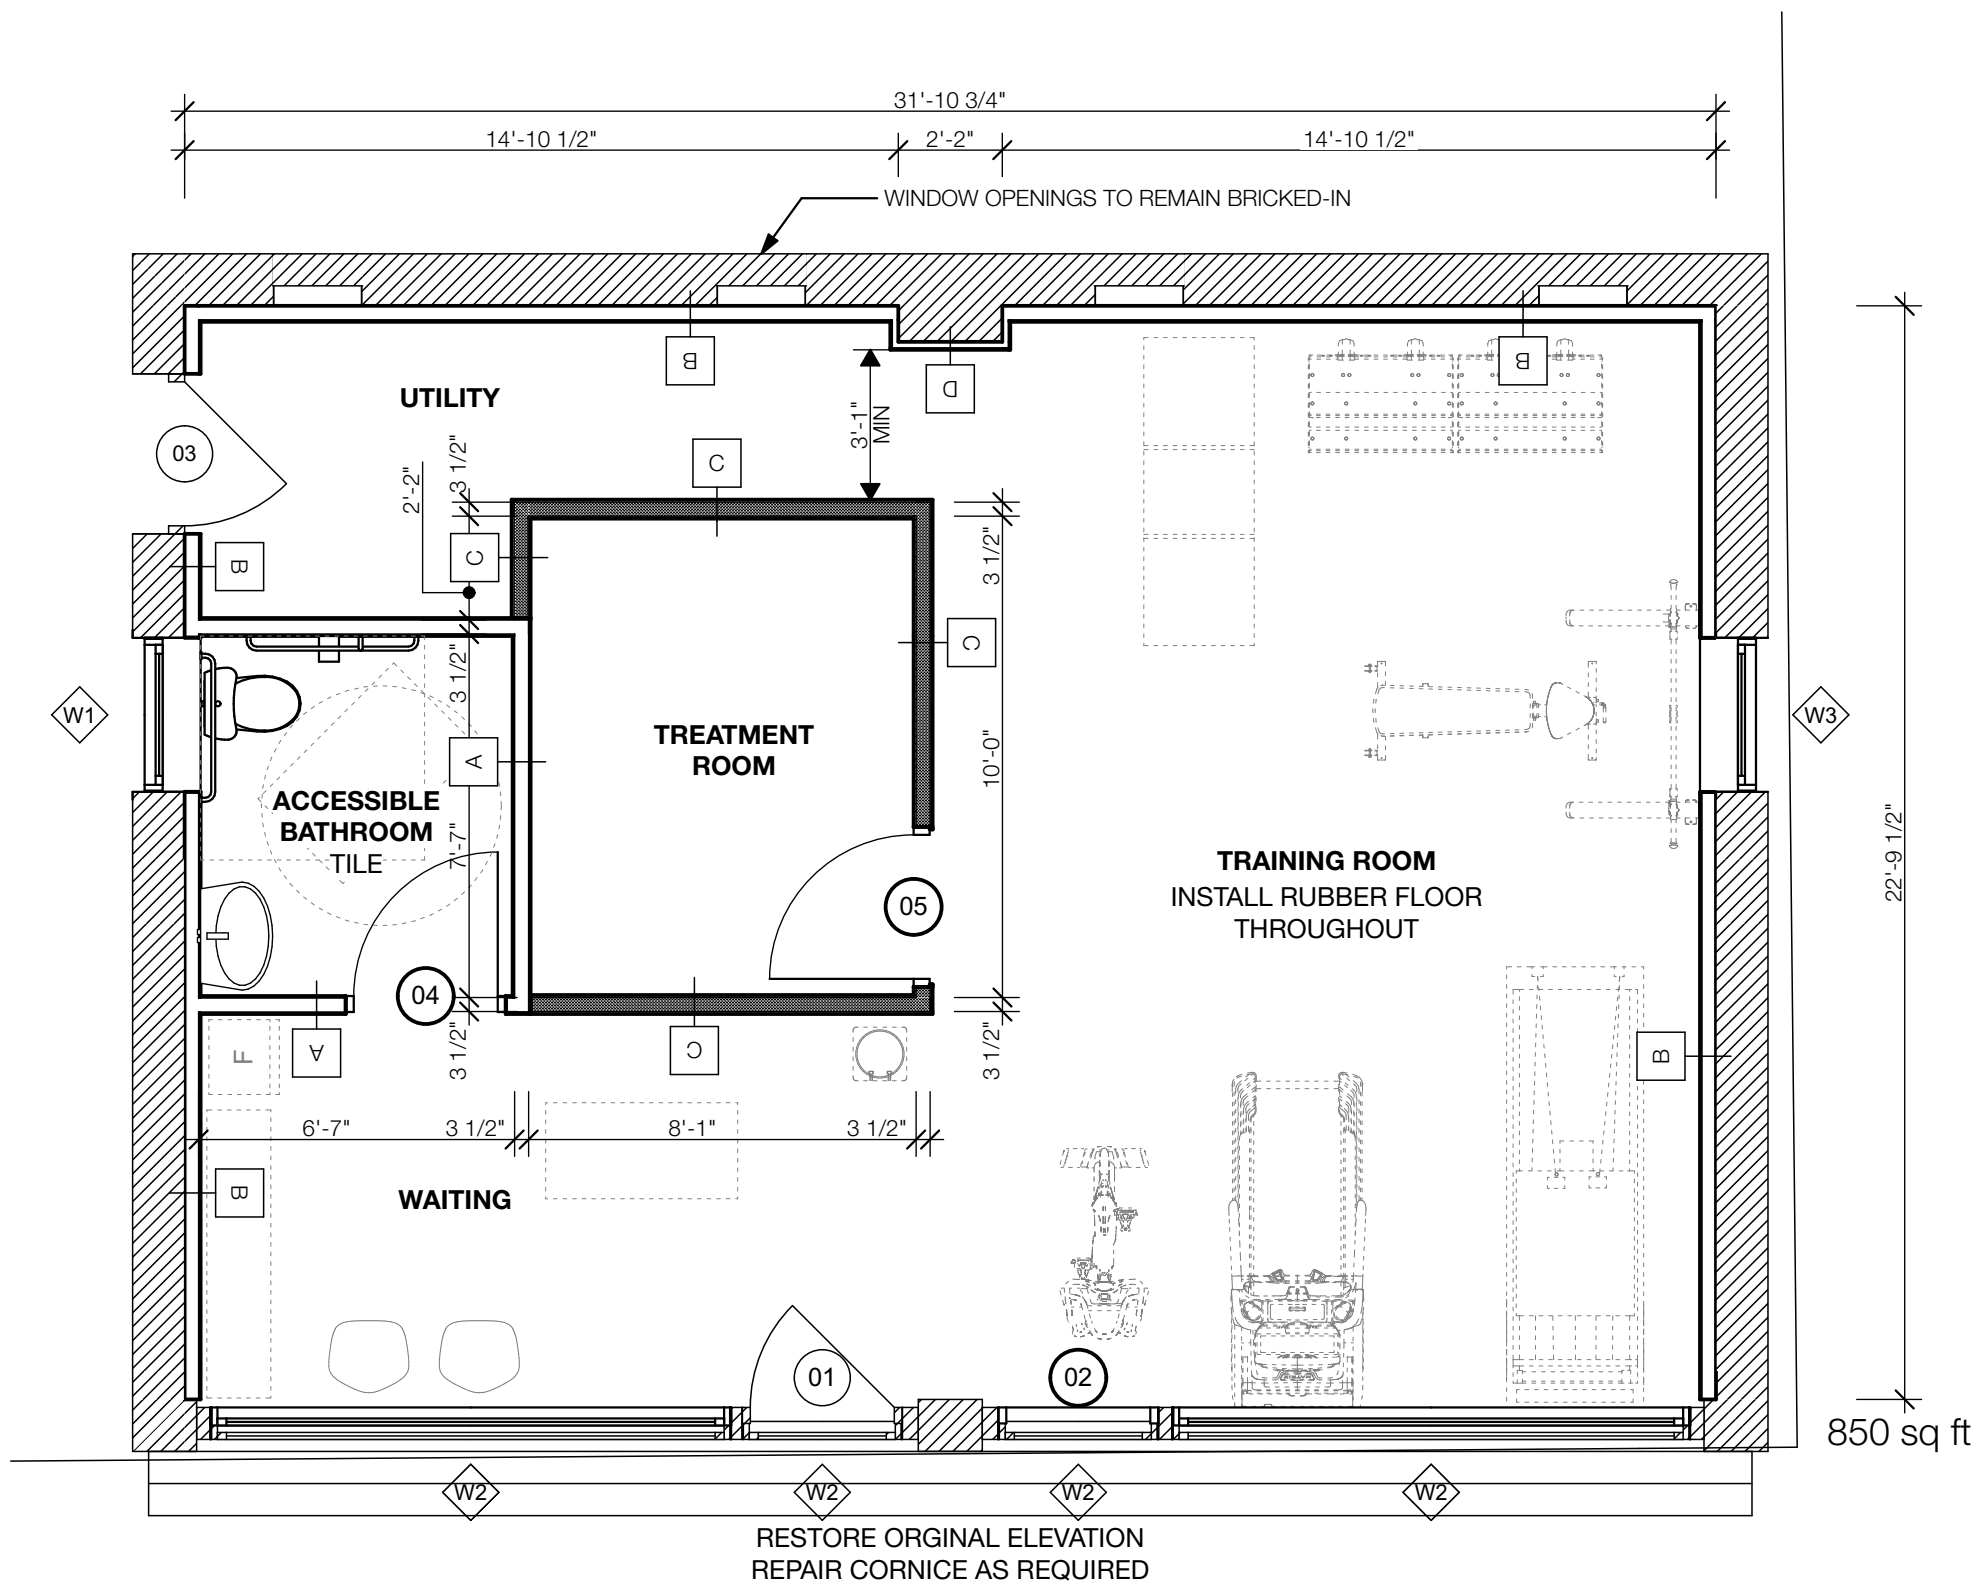 31'-10 3/4"
14'-10 1/2"
2'-2"
14'-10 1/2"
WINDOW OPENINGS TO REMAIN BRICKED-IN
B
D
B
UTILITY
3'-1"
MIN
03
3 1/2"
2'-2"
C
C
3 1/2"
B
C
3 1/2"
W1
TREATMENT
ROOM
10'-0"
W3
A
ACCESSIBLE
BATHROOM
TILE
7'-7"
05
TRAINING ROOM
INSTALL RUBBER FLOOR
THROUGHOUT
22'-9 1/2"
04
F
A
3 1/2"
C
3 1/2"
B
6'-7"
3 1/2"
8'-1"
3 1/2"
B
WAITING
01
02
850 sq ft
W2
W2
W2
W2
RESTORE ORGINAL ELEVATION
REPAIR CORNICE AS REQUIRED
C